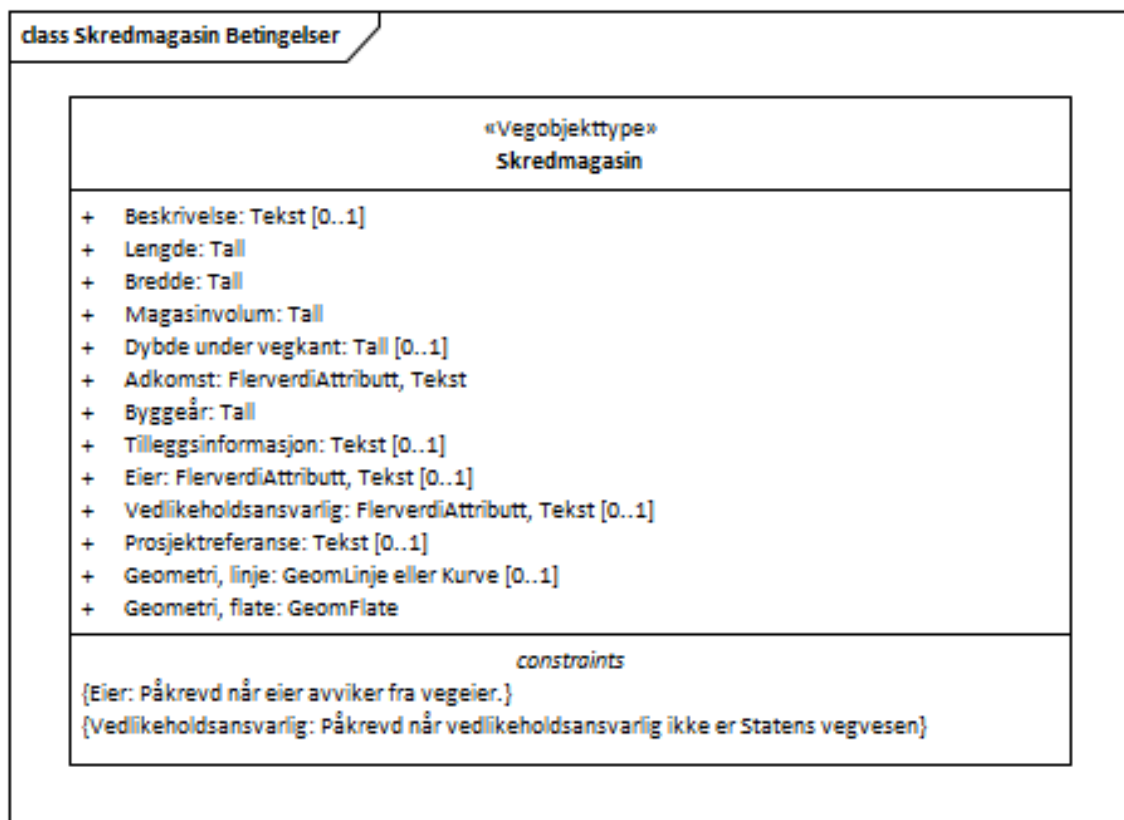 class Skredmagasin Betingelser
«Vegobjekttype»
Skredmagasin
+ Beskrivelse: Tekst [0..1]
+ Lengde: Tall
+ Bredde: Tall
+ Magasinvolum: Tall
+ Dybde under vegkant: Tall [0..1]
+ Adkomst: FlerverdiAttributt, Tekst
+ Byggeår: Tall
+ Tilleggsinformasjon: Tekst [0..1]
+ Eier: FlerverdiAttributt, Tekst [0..1]
+ Vedlikeholdsansvarlig: FlerverdiAttributt, Tekst [0..1]
+ Prosjektreferanse: Tekst [0..1]
+ Geometri, linje: GeomLinje eller Kurve [0..1]
+ Geometri, flate: GeomFlate
constraints
{Eier: Påkrevd når eier avviker fra vegeier.}
{Vedlikeholdsansvarlig: Påkrevd når vedlikeholdsansvarlig ikke er Statens vegvesen}